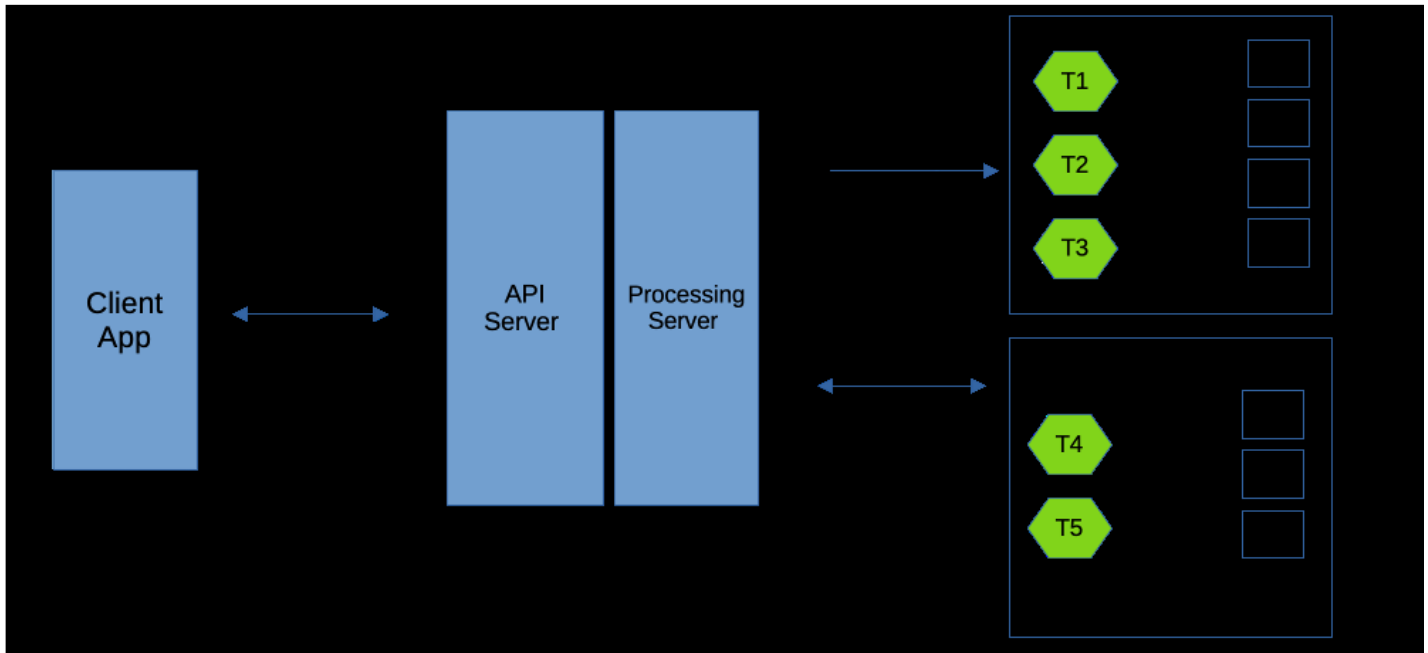 Client
App
API
Server
Processing
Server
T1
T2
T3
T4
T5